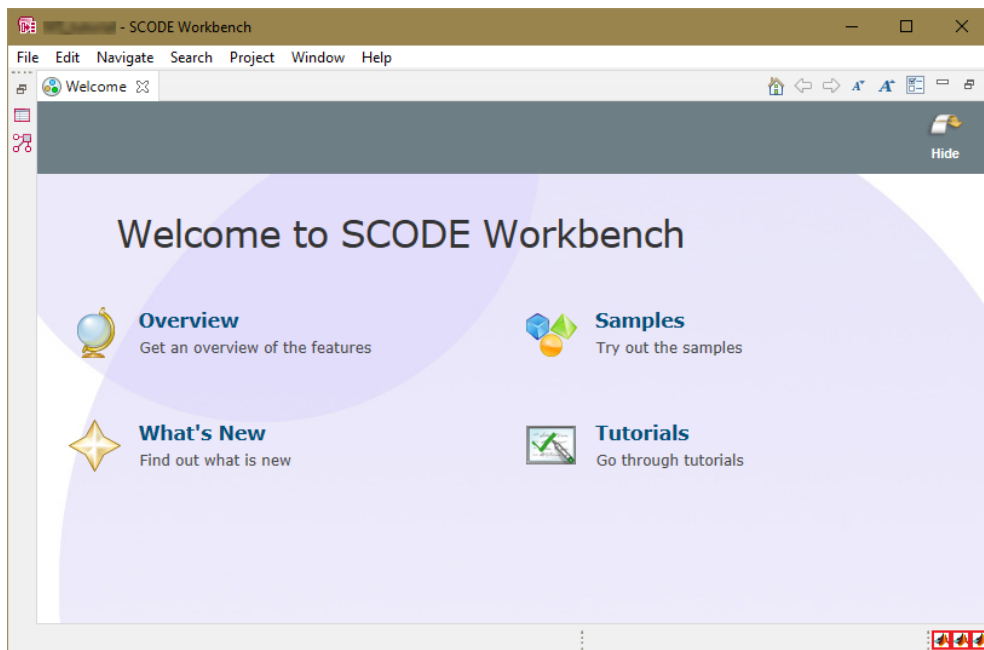 - SCODE Workbench
File Edit Navigate Search Project Window Help
Welcome
Hide
Welcome to SCODE Workbench
Overview
Get an overview of the features
Samples
Try out the samples
What's New
Find out what is new
Tutorials
Go through tutorials